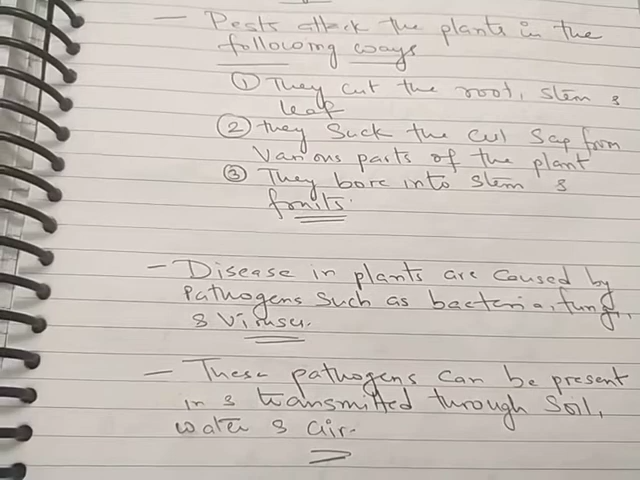 - Pests attack the plants in the
following ways
① They cut the root, stem &
leaf
② they suck the cell sap from
various parts of the plant
③ They bore into stem &
fruits.
- Disease in plants are caused by
pathogens such as bacteria, fungi,
& viruses.
- These pathogens can be present
in & transmitted through soil,
water & air.